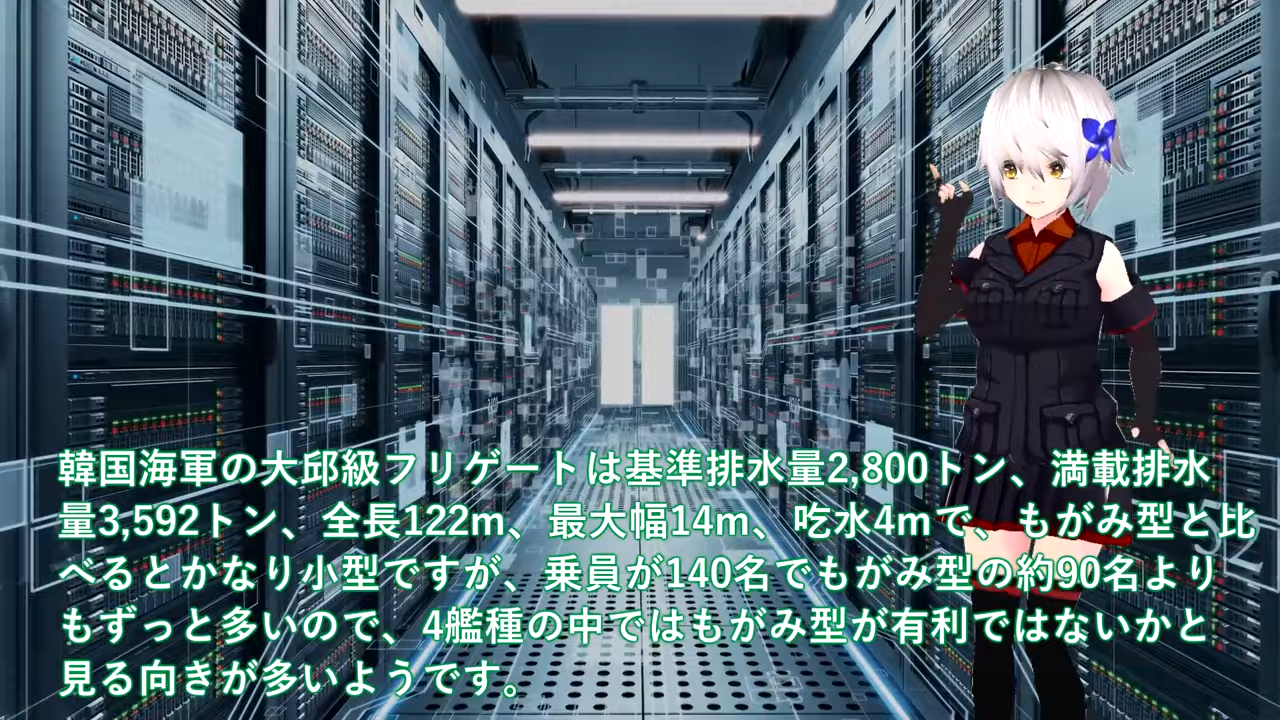 韓国海軍の大邱級フリゲートは基準排水量2,800トン、満載排水
量3,592トン、全長122m、最大幅14m、吃水4mで、もがみ型と比
べるとかなり小型ですが、乗員が140名でもがみ型の約90名より
もずっと多いので、4艦種の中ではもがみ型が有利ではないかと
見る向きが多いようです。